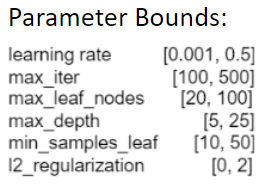 Parameter Bounds:
learning rate [0.001, 0.5]
max_iter [100, 500]
max_leaf_nodes [20, 100]
max_depth [5, 25]
min_samples_leaf [10, 50]
l2_regularization [0, 2]